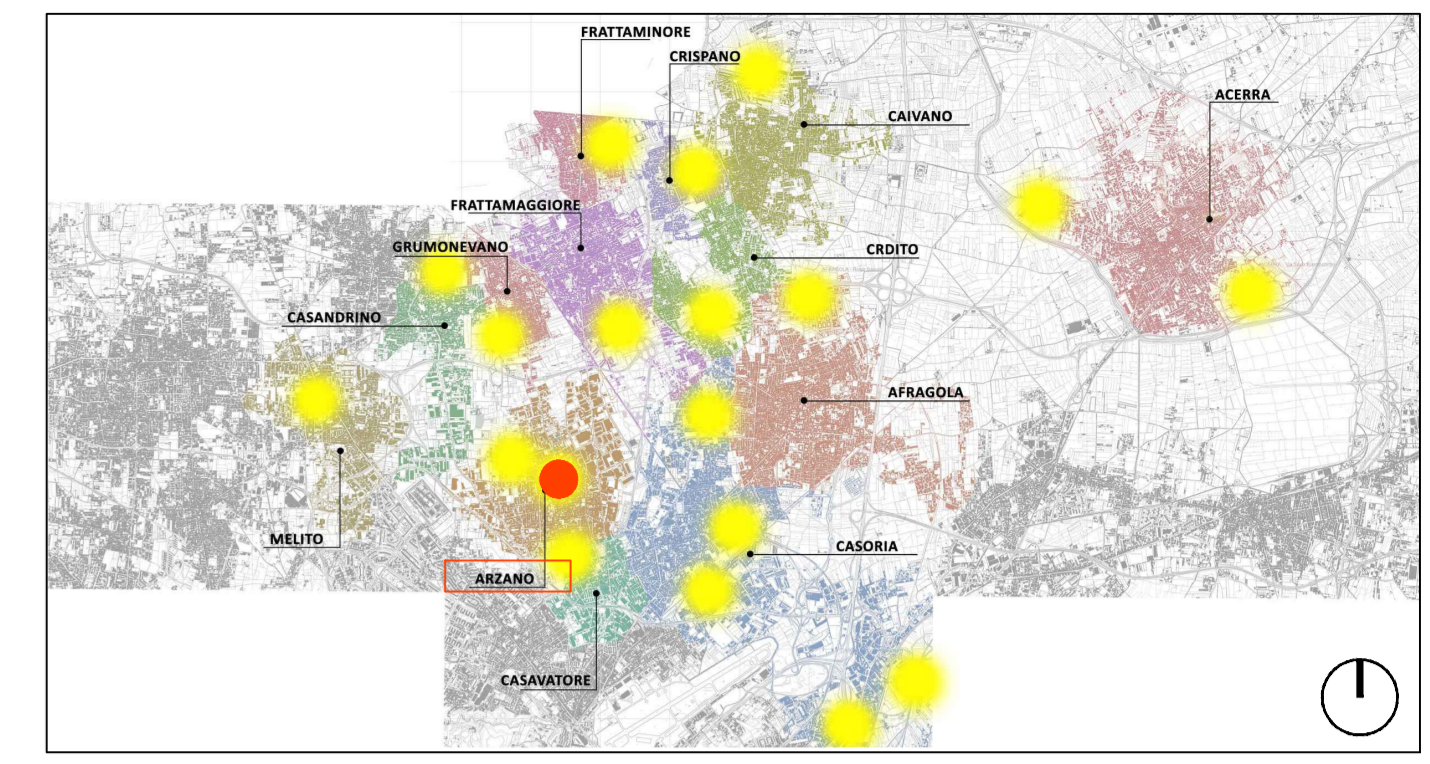 FRATTAMINORE
CRISPANO
ACERRA
CAIVANO
FRATTAMAGGIORE
GRUMONEVANO
CRDITO
CASANDRINO
AFRAGOLA
MELITO
CASORIA
ARZANO
CASAVATORE